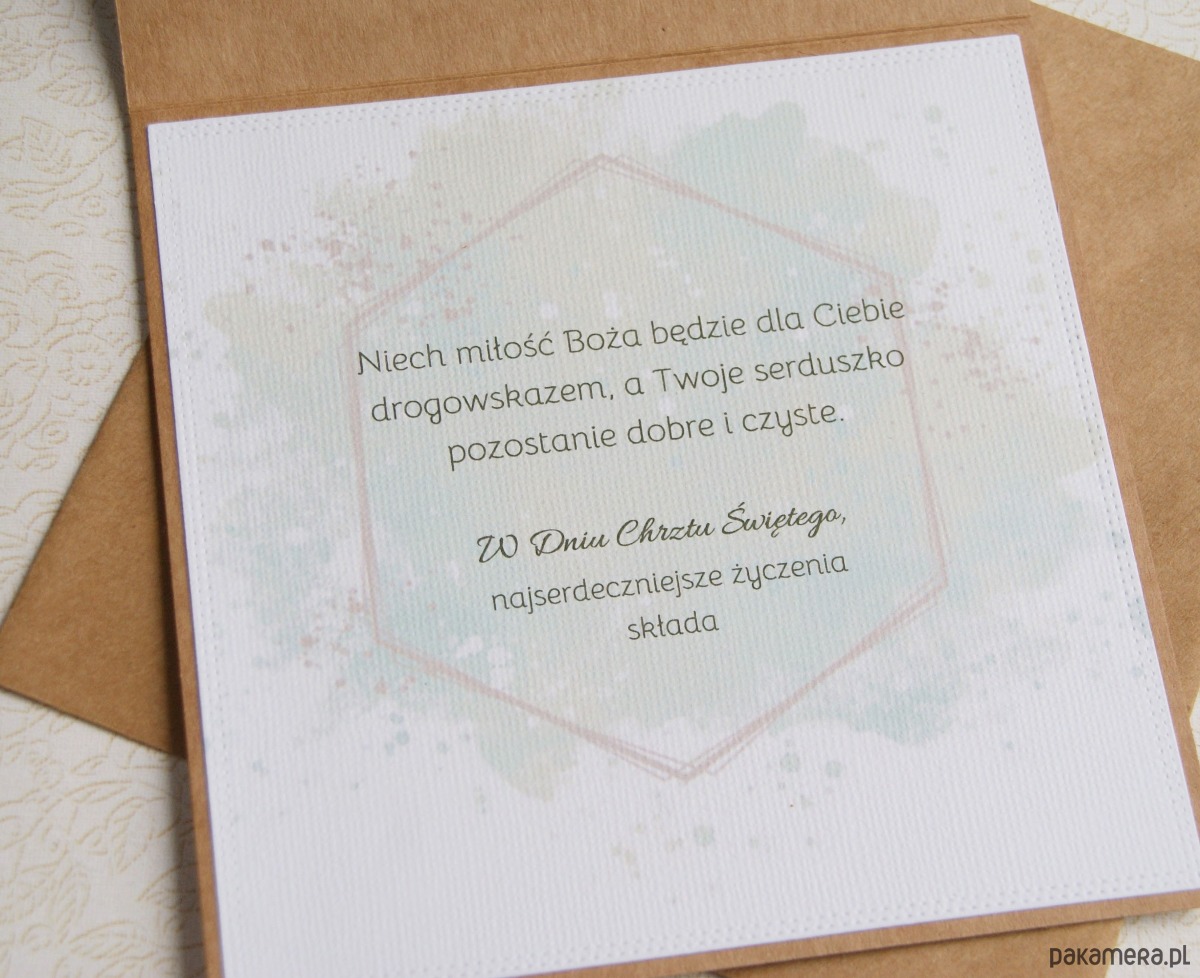 Niech miłość Boża będzie dla Ciebie
drogowskazem, a Twoje serduszko
pozostanie dobre i czyste.
W Dniu Chrztu Świętego,
najserdeczniejsze życzenia
składa
pakamera.pl